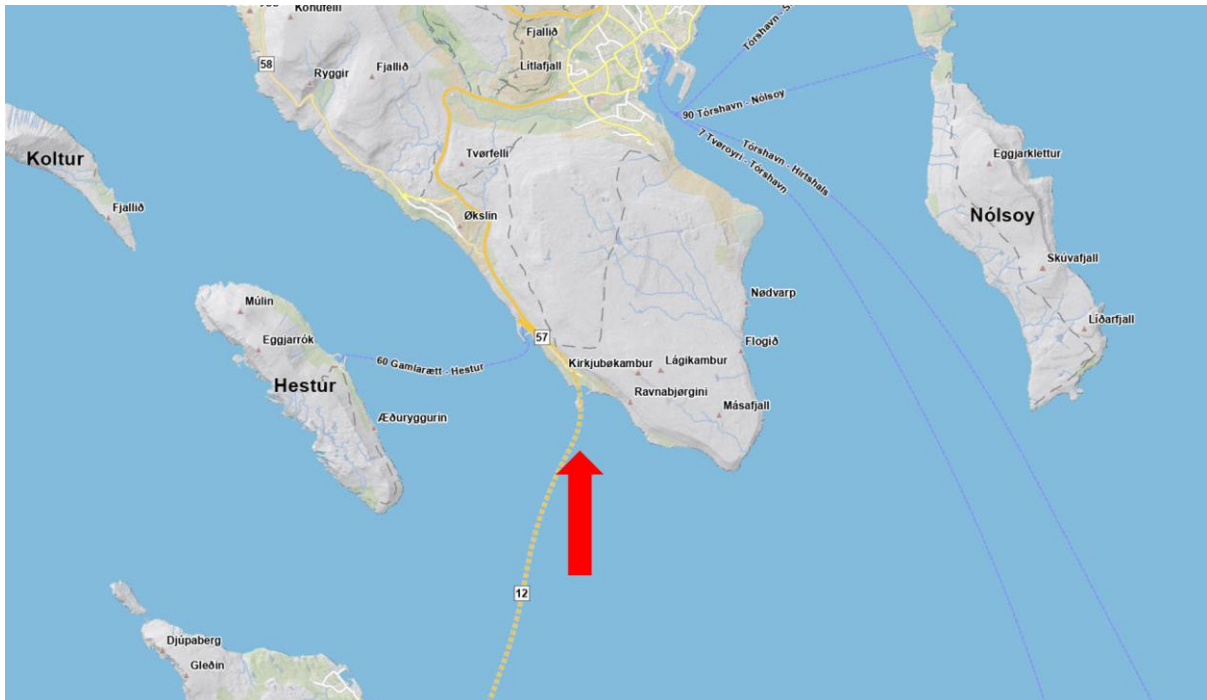 Konufelli
Fjallið
Tórshavn - S
58
Ryggir
Fjallið
Litlafjall
90 Tórshavn - Nólsoy
Tórshavn - Hirtshals
7 Tvøroyri - Tórshavn
Koltur
Tvørfelli
Eggjarklettur
Fjallið
Økslin
Nólsoy
Skúvafjall
Múlin
Nødvarp
Líðarfjall
Eggjarrók
57
Flogið
60 Gamlarætt - Hestur
Kirkjubøkambur
Lágikambur
Hestur
Ravnabjørgini
Másafjall
Æðuryggurin
12
Djúpaberg
Gleðin